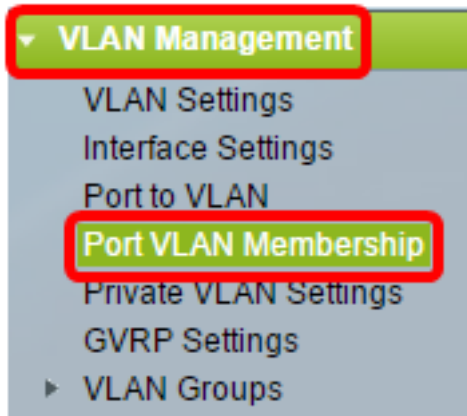 VLAN Management
VLAN Settings
Interface Settings
Port to VLAN
Port VLAN Membership
Private VLAN Settings
GVRP Settings
VLAN Groups